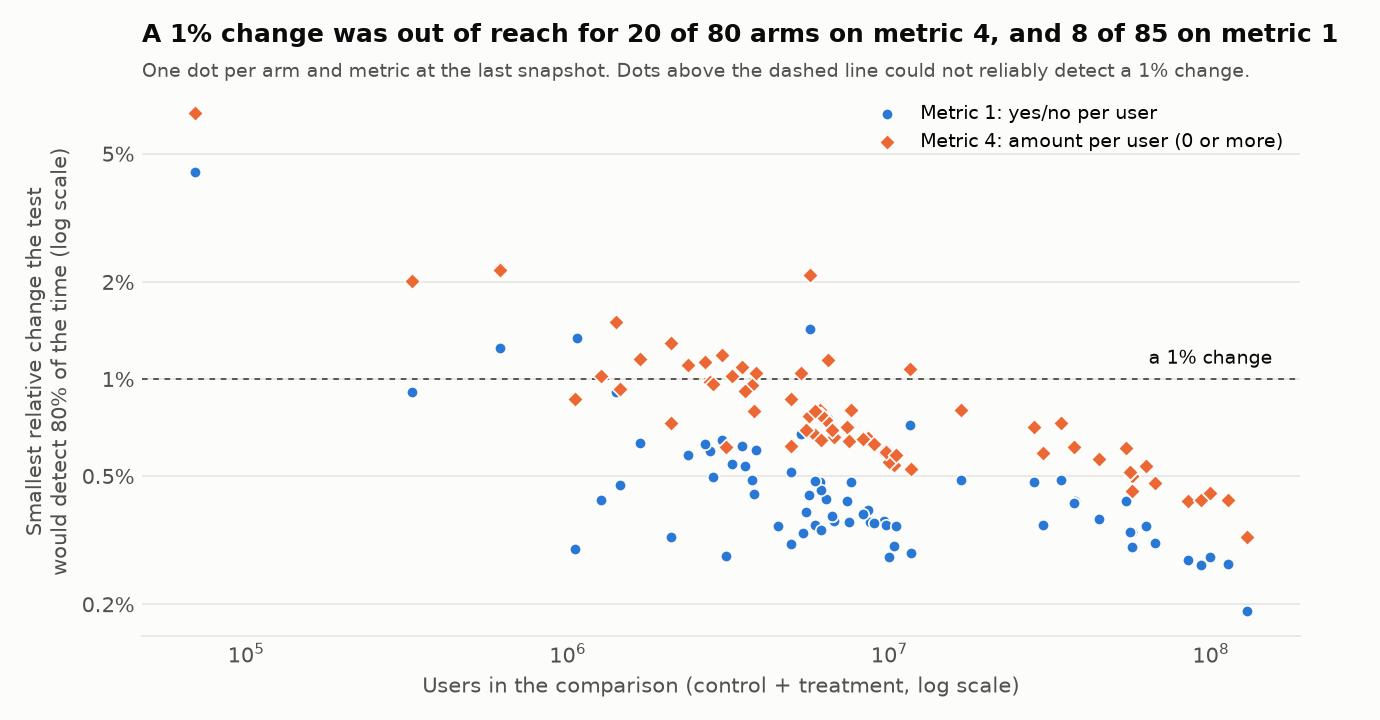 A 1% change was out of reach for 20 of 80 arms on metric 4, and 8 of 85 on metric 1
One dot per arm and metric at the last snapshot. Dots above the dashed line could not reliably detect a 1% change.
Metric 1: yes/no per user
Metric 4: amount per user (0 or more)
Smallest relative change the test
would detect 80% of the time (log scale)
5%
2%
1%
0.5%
0.2%
a 1% change
10⁵
10⁶
10⁷
10⁸
Users in the comparison (control + treatment, log scale)